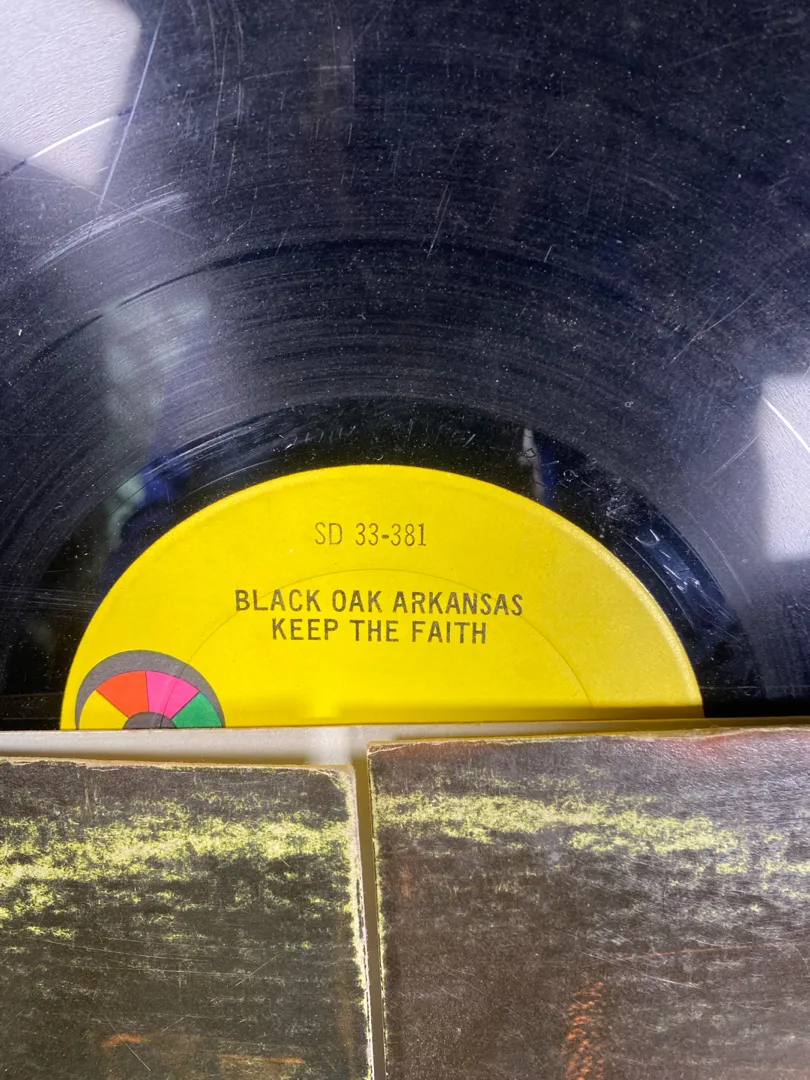 SD 33-381
BLACK OAK ARKANSAS
KEEP THE FAITH